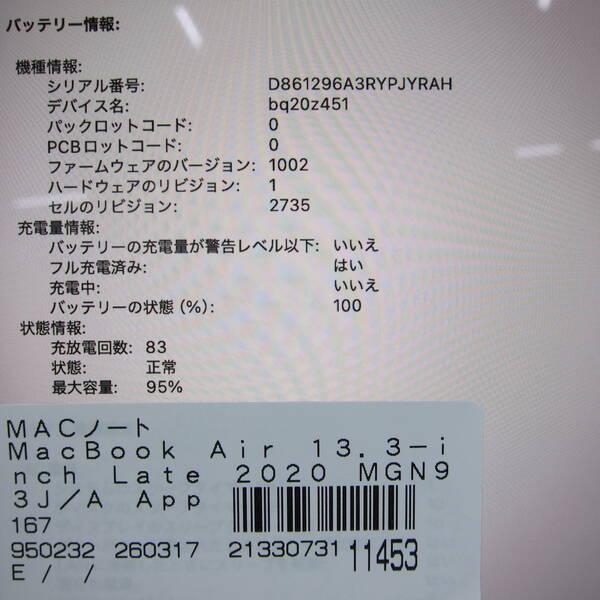 バッテリー情報:
機種情報:
シリアル番号: D861296A3RYPJYRAH
デバイス名: bq20z451
パックロットコード: 0
PCBロットコード: 0
ファームウェアのバージョン: 1002
ハードウェアのリビジョン: 1
セルのリビジョン: 2735
充電量情報:
バッテリーの充電量が警告レベル以下: いいえ
フル充電済み: はい
充電中: いいえ
バッテリーの状態（%）: 100
状態情報:
充放電回数: 83
状態: 正常
最大容量: 95%
MACノート
MacBook Air 13.3-i
nch Late 2020 MGN9
3J/A App
167
950232 260317 21330731 11453
E / /